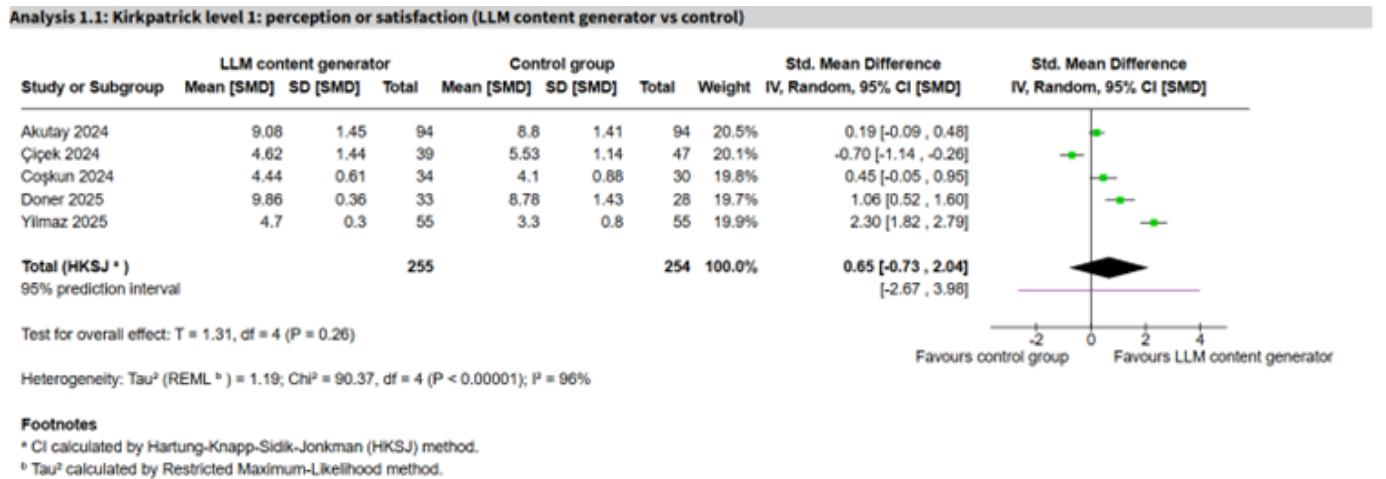 Analysis 1.1: Kirkpatrick level 1: perception or satisfaction (LLM content generator vs control)
LLM content generator Control group Std. Mean Difference Std. Mean Difference
Study or Subgroup Mean [SMD] SD [SMD] Total Mean [SMD] SD [SMD] Total Weight IV, Random, 95% CI [SMD] IV, Random, 95% CI [SMD]
Akutay 2024 9.08 1.45 94 8.8 1.41 94 20.5% 0.19 [-0.09 , 0.48]
Çiçek 2024 4.62 1.44 39 5.53 1.14 47 20.1% -0.70 [-1.14 , -0.26]
Coşkun 2024 4.44 0.61 34 4.1 0.88 30 19.8% 0.45 [-0.05 , 0.95]
Doner 2025 9.86 0.36 33 8.78 1.43 28 19.7% 1.06 [0.52 , 1.60]
Yilmaz 2025 4.7 0.3 55 3.3 0.8 55 19.9% 2.30 [1.82 , 2.79]
Total (HKSJ ᵃ ) 255 254 100.0% 0.65 [-0.73 , 2.04]
95% prediction interval [-2.67 , 3.98]
Test for overall effect: T = 1.31, df = 4 (P = 0.26)
-2 0 2 4
Favours control group Favours LLM content generator
Heterogeneity: Tau² (REML ᵇ ) = 1.19; Chi² = 90.37, df = 4 (P < 0.00001); I² = 96%
Footnotes
ᵃ CI calculated by Hartung-Knapp-Sidik-Jonkman (HKSJ) method.
ᵇ Tau² calculated by Restricted Maximum-Likelihood method.